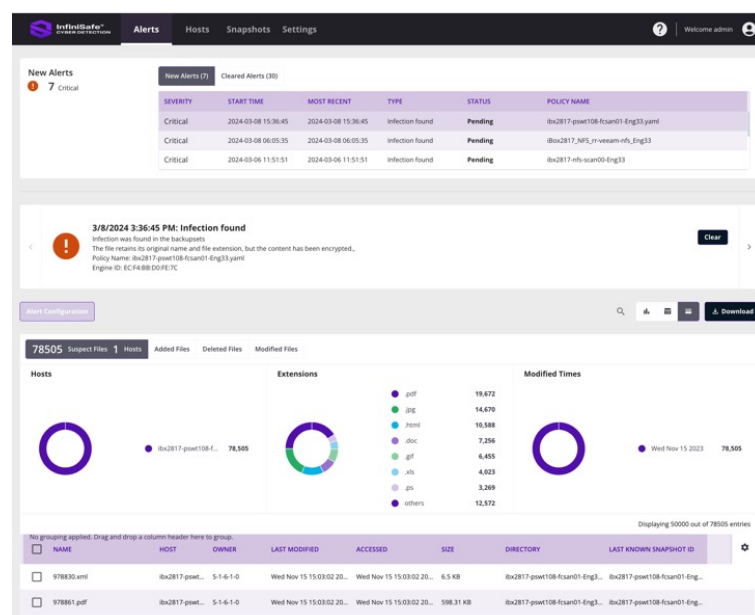 InfiniSafe®
CYBER DETECTION
Alerts Hosts Snapshots Settings
? Welcome admin
New Alerts
7 Critical
New Alerts (7) Cleared Alerts (30)
SEVERITY START TIME MOST RECENT TYPE STATUS POLICY NAME
Critical 2024-03-08 15:36:45 2024-03-08 15:36:45 Infection found Pending ibx2817-pswt108-fcsan01-Eng33.yaml
Critical 2024-03-08 06:05:35 2024-03-08 06:05:35 Infection found Pending iBox2817_NFS_rr-veeam-nfs_Eng33
Critical 2024-03-06 11:51:51 2024-03-06 11:51:51 Infection found Pending ibx2817-nfs-scan00-Eng33
3/8/2024 3:36:45 PM: Infection found
Infection was found in the backupsets
The file retains its original name and file extension, but the content has been encrypted.,
Policy Name: ibx2817-pswt108-fcsan01-Eng33.yaml
Engine ID: EC:F4:BB:D0:FE:7C
Clear
Alert Configuration
Download
78505 Suspect Files 1 Hosts Added Files Deleted Files Modified Files
Hosts
ibx2817-pswt108-f... 78,505
Extensions
.pdf 19,672
.jpg 14,670
.html 10,588
.doc 7,256
.gif 6,455
.xls 4,023
.ps 3,269
others 12,572
Modified Times
Wed Nov 15 2023 78,505
Displaying 50000 out of 78505 entries
No grouping applied. Drag and drop a column header here to group.
NAME HOST OWNER LAST MODIFIED ACCESSED SIZE DIRECTORY LAST KNOWN SNAPSHOT ID
978830.xml ibx2817-pswt... S-1-6-1-0 Wed Nov 15 15:03:02 20... Wed Nov 15 15:03:02 20... 6.5 KB ibx2817-pswt108-fcsan01-Eng3... ibx2817-pswt108-fcsan01-Eng...
978861.pdf ibx2817-pswt... S-1-6-1-0 Wed Nov 15 15:03:02 20... Wed Nov 15 15:03:02 20... 598.31 KB ibx2817-pswt108-fcsan01-Eng3... ibx2817-pswt108-fcsan01-Eng...